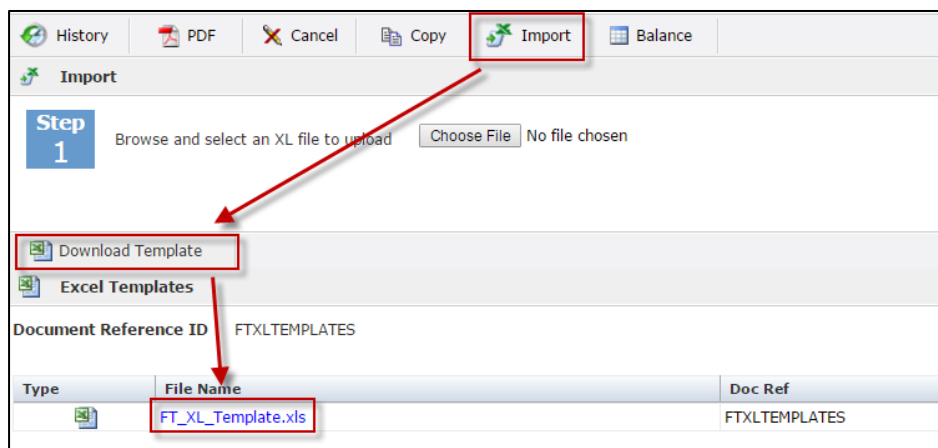 History PDF Cancel Copy Import Balance
Import
Step
1
Browse and select an XL file to upload Choose File No file chosen
Download Template
Excel Templates
Document Reference ID FTXLTEMPLATES
Type File Name Doc Ref
FT_XL_Template.xls FTXLTEMPLATES